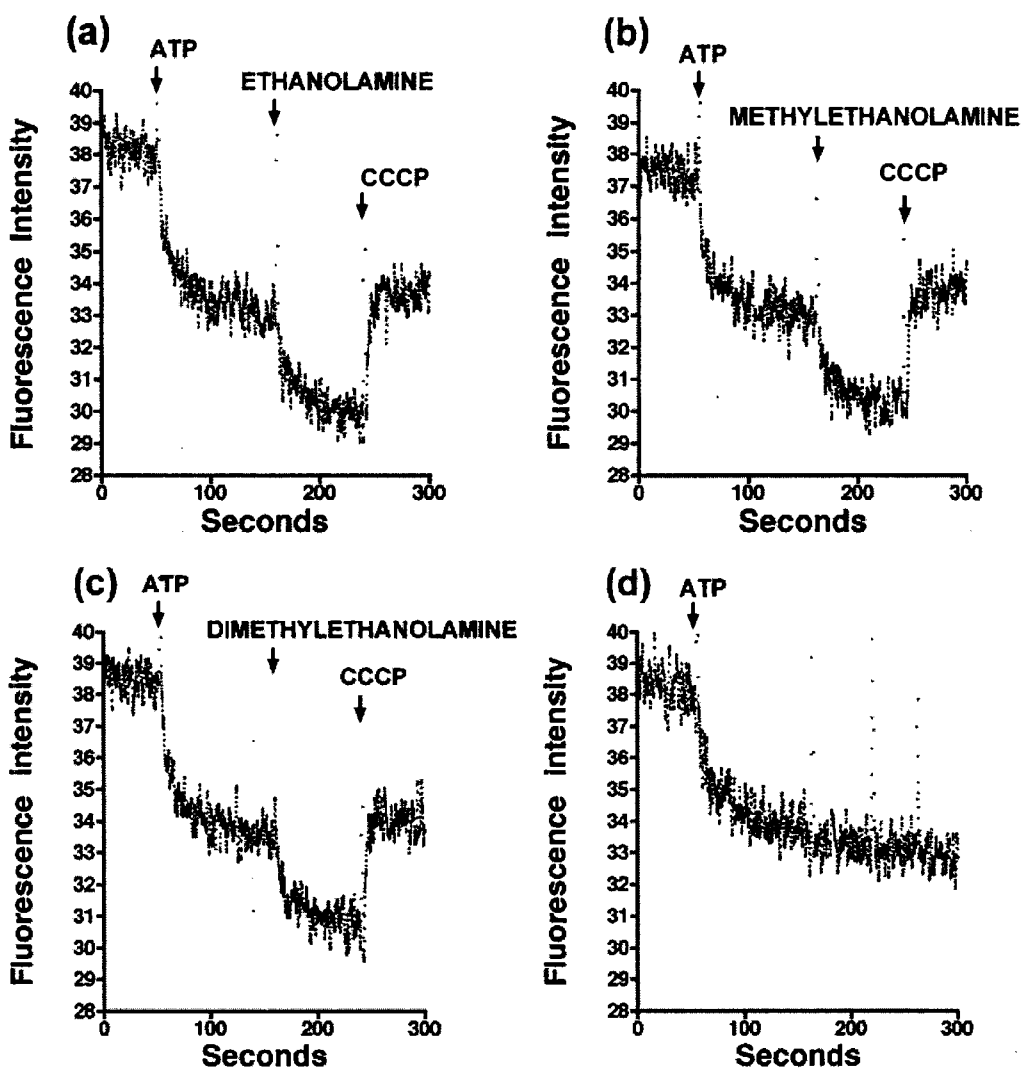 (a)
ATP
ETHANOLAMINE
CCCP
Fluorescence Intensity
40
39
38
37
36
35
34
33
32
31
30
29
28
0 100 200 300
Seconds
(b)
ATP
METHYLETHANOLAMINE
CCCP
Fluorescence Intensity
40
39
38
37
36
35
34
33
32
31
30
29
28
0 100 200 300
Seconds
(c)
ATP
DIMETHYLETHANOLAMINE
CCCP
Fluorescence intensity
40
39
38
37
36
35
34
33
32
31
30
29
28
0 100 200 300
Seconds
(d)
ATP
Fluorescence intensity
40
39
38
37
36
35
34
33
32
31
30
29
28
0 100 200 300
Seconds